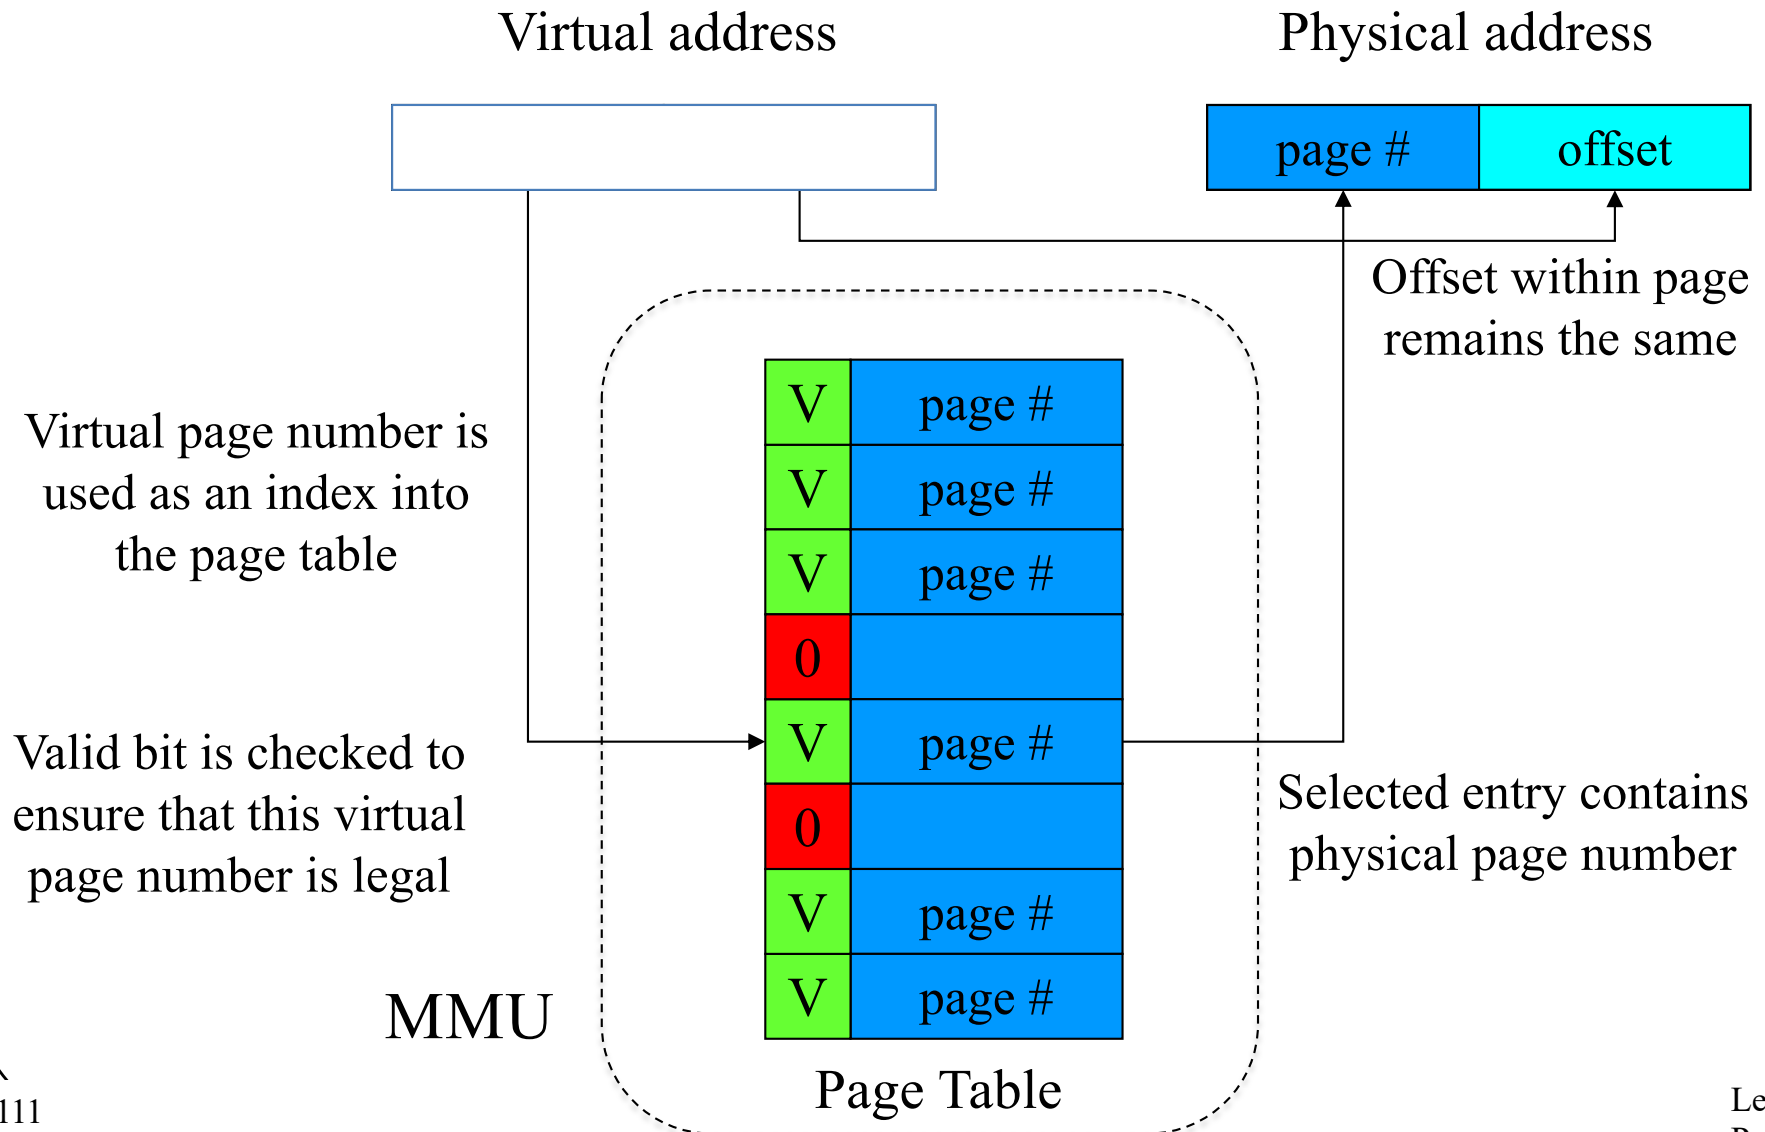 Virtual address
Physical address
page #
offset
Offset within page
remains the same
V
page #
V
page #
V
page #
0
V
page #
0
V
page #
V
page #
Virtual page number is
used as an index into
the page table
Valid bit is checked to
ensure that this virtual
page number is legal
Selected entry contains
physical page number
MMU
Page Table
111
Le